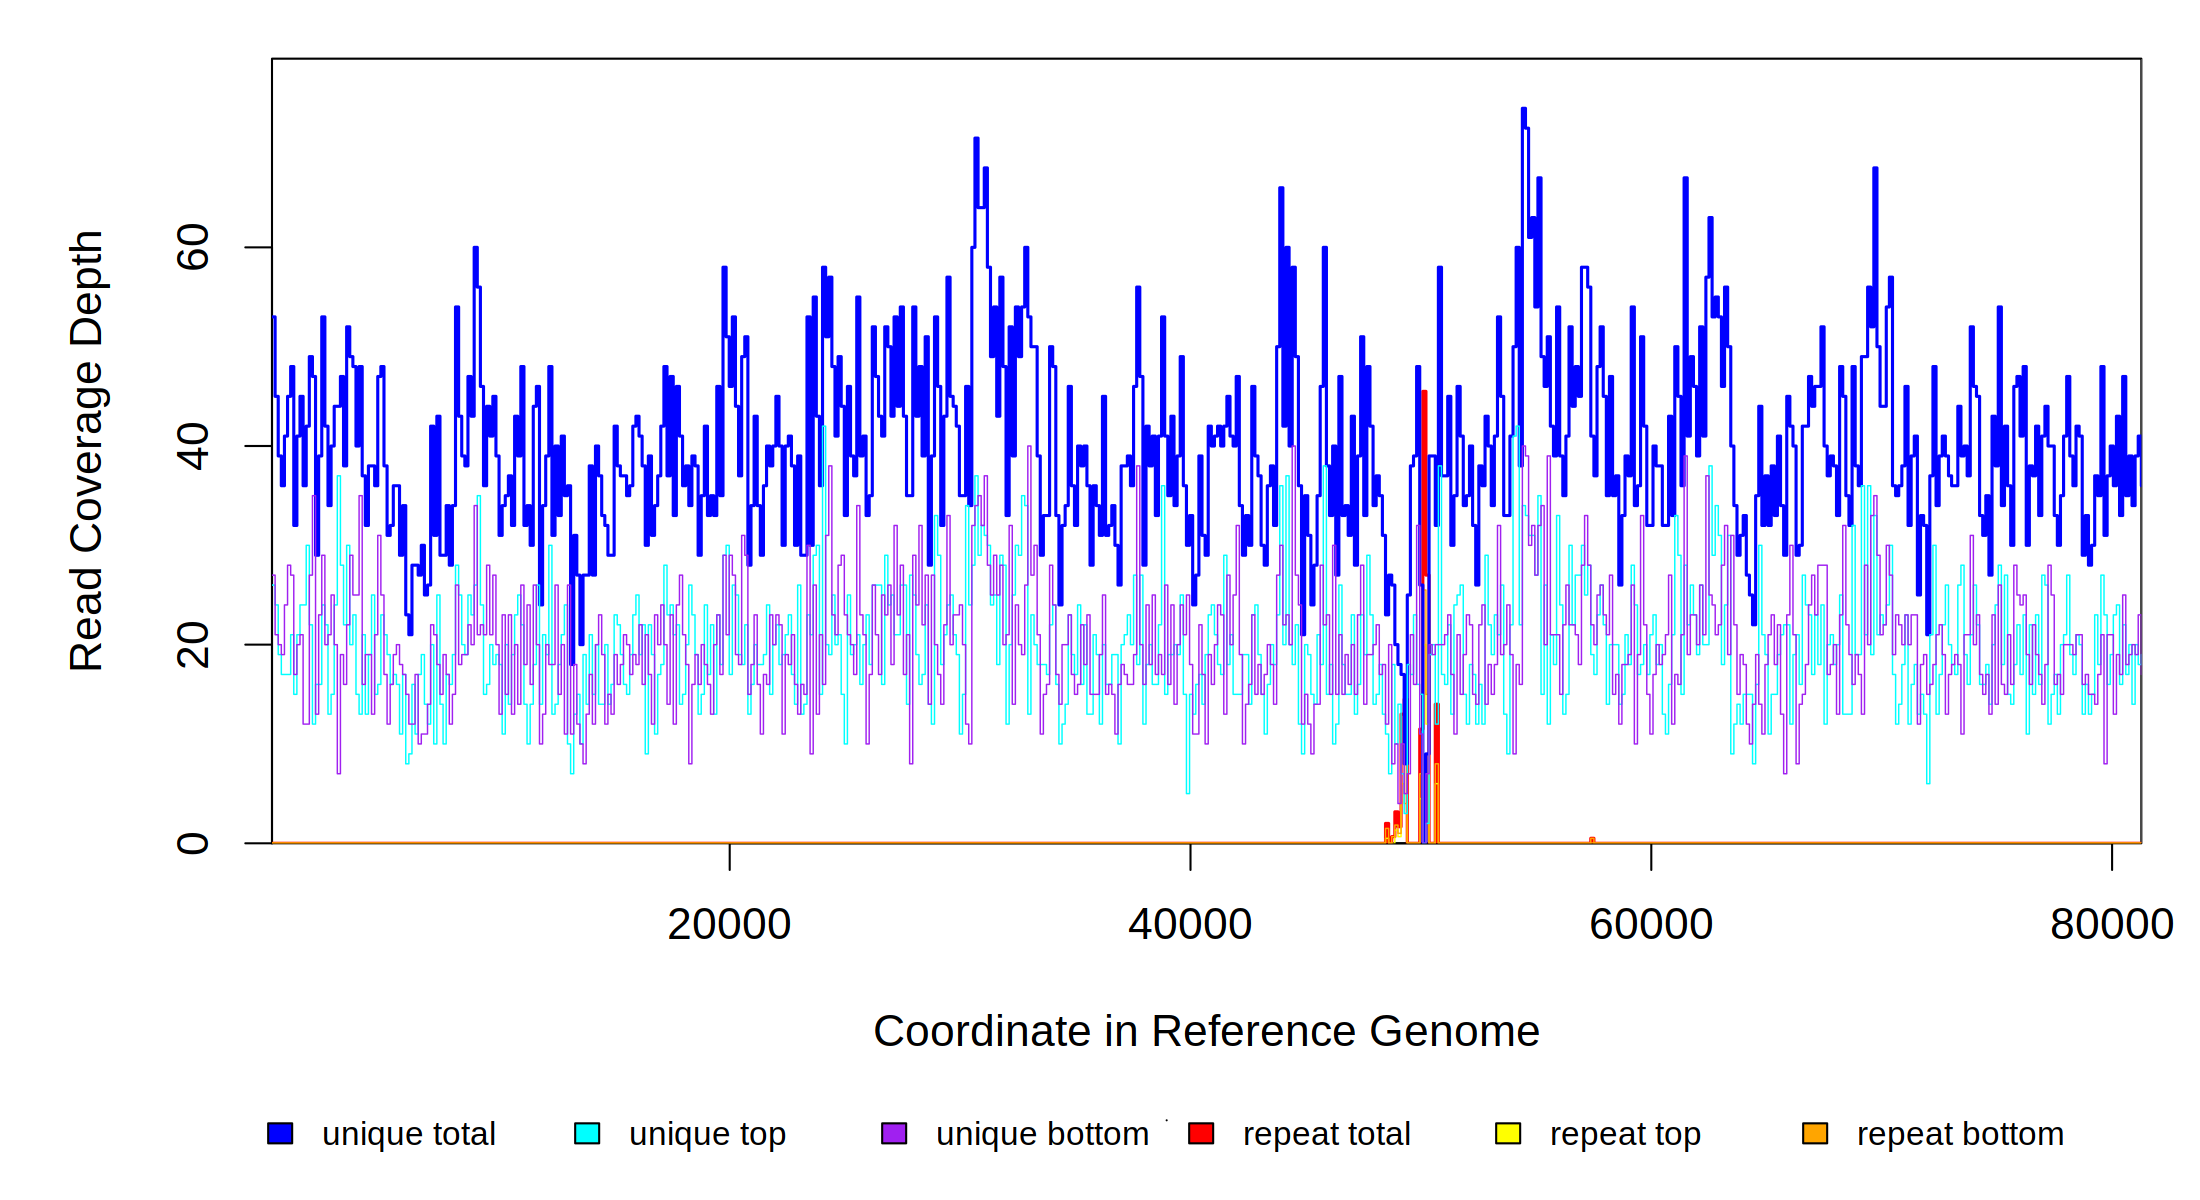 Read Coverage Depth
60
40
20
0
20000 40000 60000 80000
Coordinate in Reference Genome
unique total unique top unique bottom repeat total repeat top repeat bottom